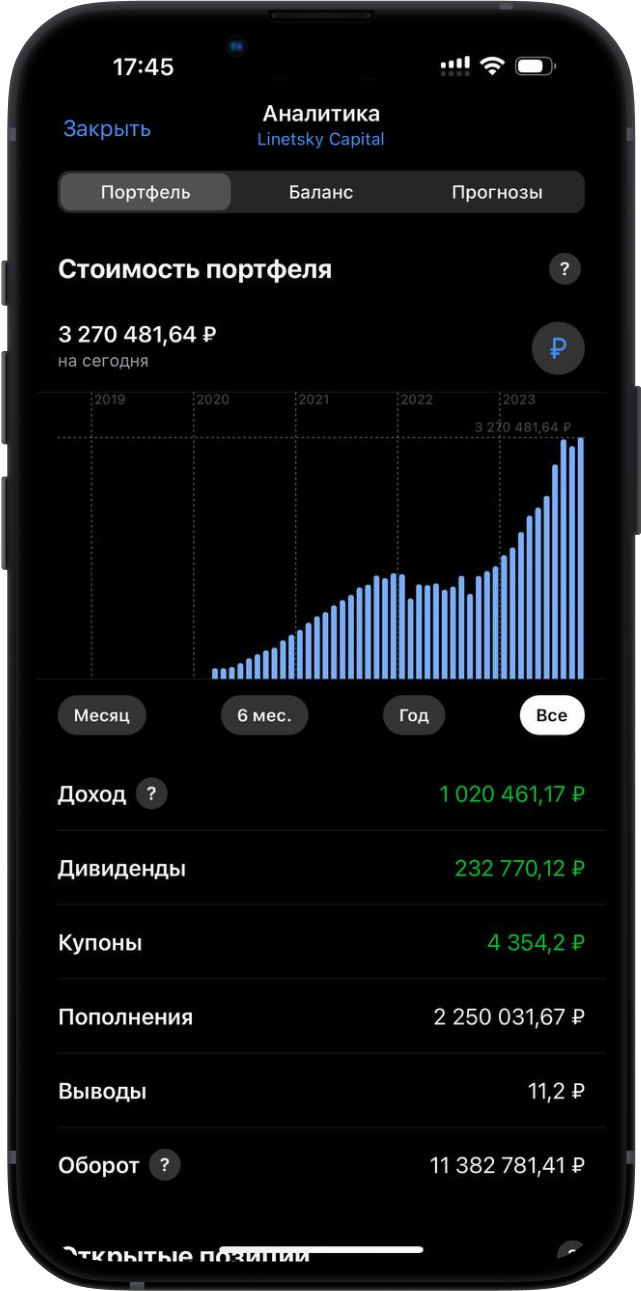 17:45
Закрыть
Аналитика
Linetsky Capital
Портфель
Баланс
Прогнозы
Стоимость портфеля
?
3 270 481,64 ₽
на сегодня
₽
2019
2020
2021
2022
2023
3 270 481,64 ₽
Месяц
6 мес.
Год
Все
Доход ?
1 020 461,17 ₽
Дивиденды
232 770,12 ₽
Купоны
4 354,2 ₽
Пополнения
2 250 031,67 ₽
Выводы
11,2 ₽
Оборот ?
11 382 781,41 ₽
Открытые позиции
?